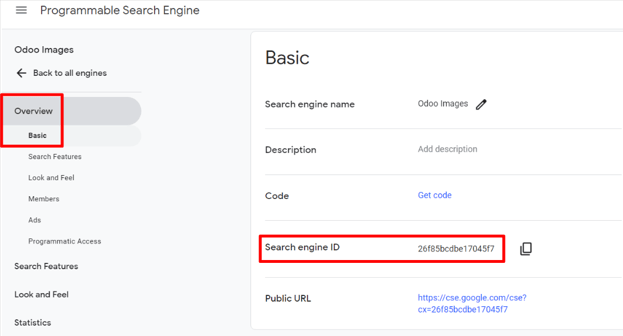 Programmable Search Engine
Odoo Images
Back to all engines
Overview
Basic
Search Features
Look and Feel
Members
Ads
Programmatic Access
Search Features
Look and Feel
Statistics
Basic
Search engine name Odoo Images
Description Add description
Code Get code
Search engine ID 26f85bcdbe17045f7
Public URL https://cse.google.com/cse?
cx=26f85bcdbe17045f7